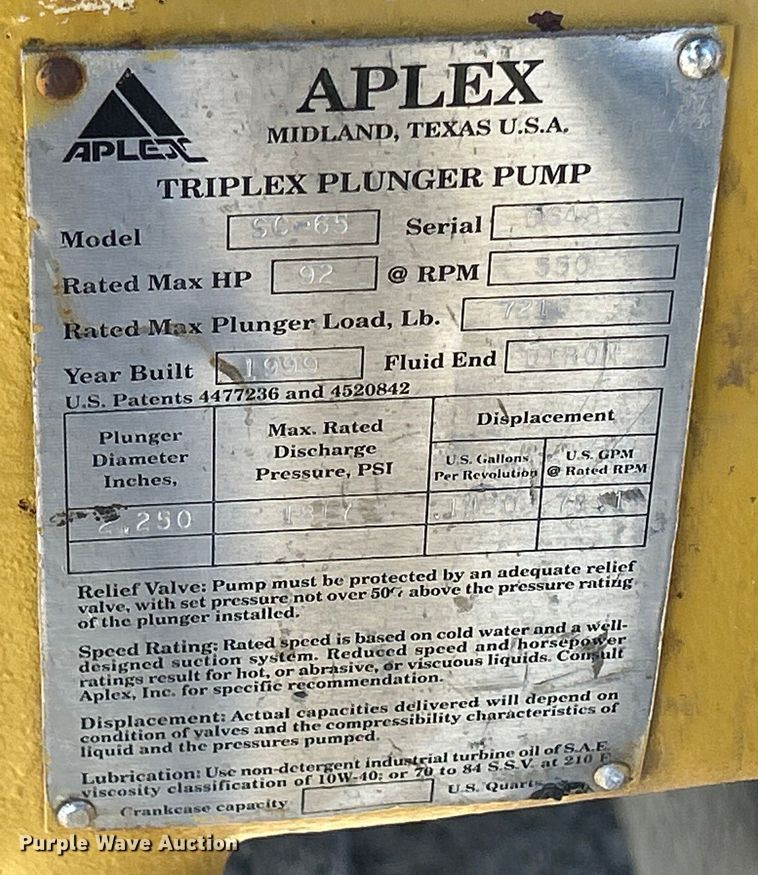 APLEX
MIDLAND, TEXAS U.S.A.
APLEX
TRIPLEX PLUNGER PUMP
Model SC-65 Serial
Rated Max HP 92 @ RPM 550
Rated Max Plunger Load, Lb.
Year Built 1999 Fluid End
U.S. Patents 4477236 and 4520842
Plunger Diameter Inches,
Max. Rated Discharge Pressure, PSI
Displacement
U.S. Gallons Per Revolution
U.S. GPM @ Rated RPM
2.250
Relief Valve: Pump must be protected by an adequate relief
valve, with set pressure not over 50% above the pressure rating
of the plunger installed.
Speed Rating: Rated speed is based on cold water and a well-
designed suction system. Reduced speed and horsepower
ratings result for hot, or abrasive, or viscous liquids. Consult
Aplex, Inc. for specific recommendation.
Displacement: Actual capacities delivered will depend on
condition of valves and the compressibility characteristics of
liquid and the pressures pumped.
Lubrication: Use non-detergent industrial turbine oil of S.A.E.
viscosity classification of 10W-40; or 70 to 84 S.S.V. at 210 F.
Crankcase capacity U.S. Quarts
Purple Wave Auction